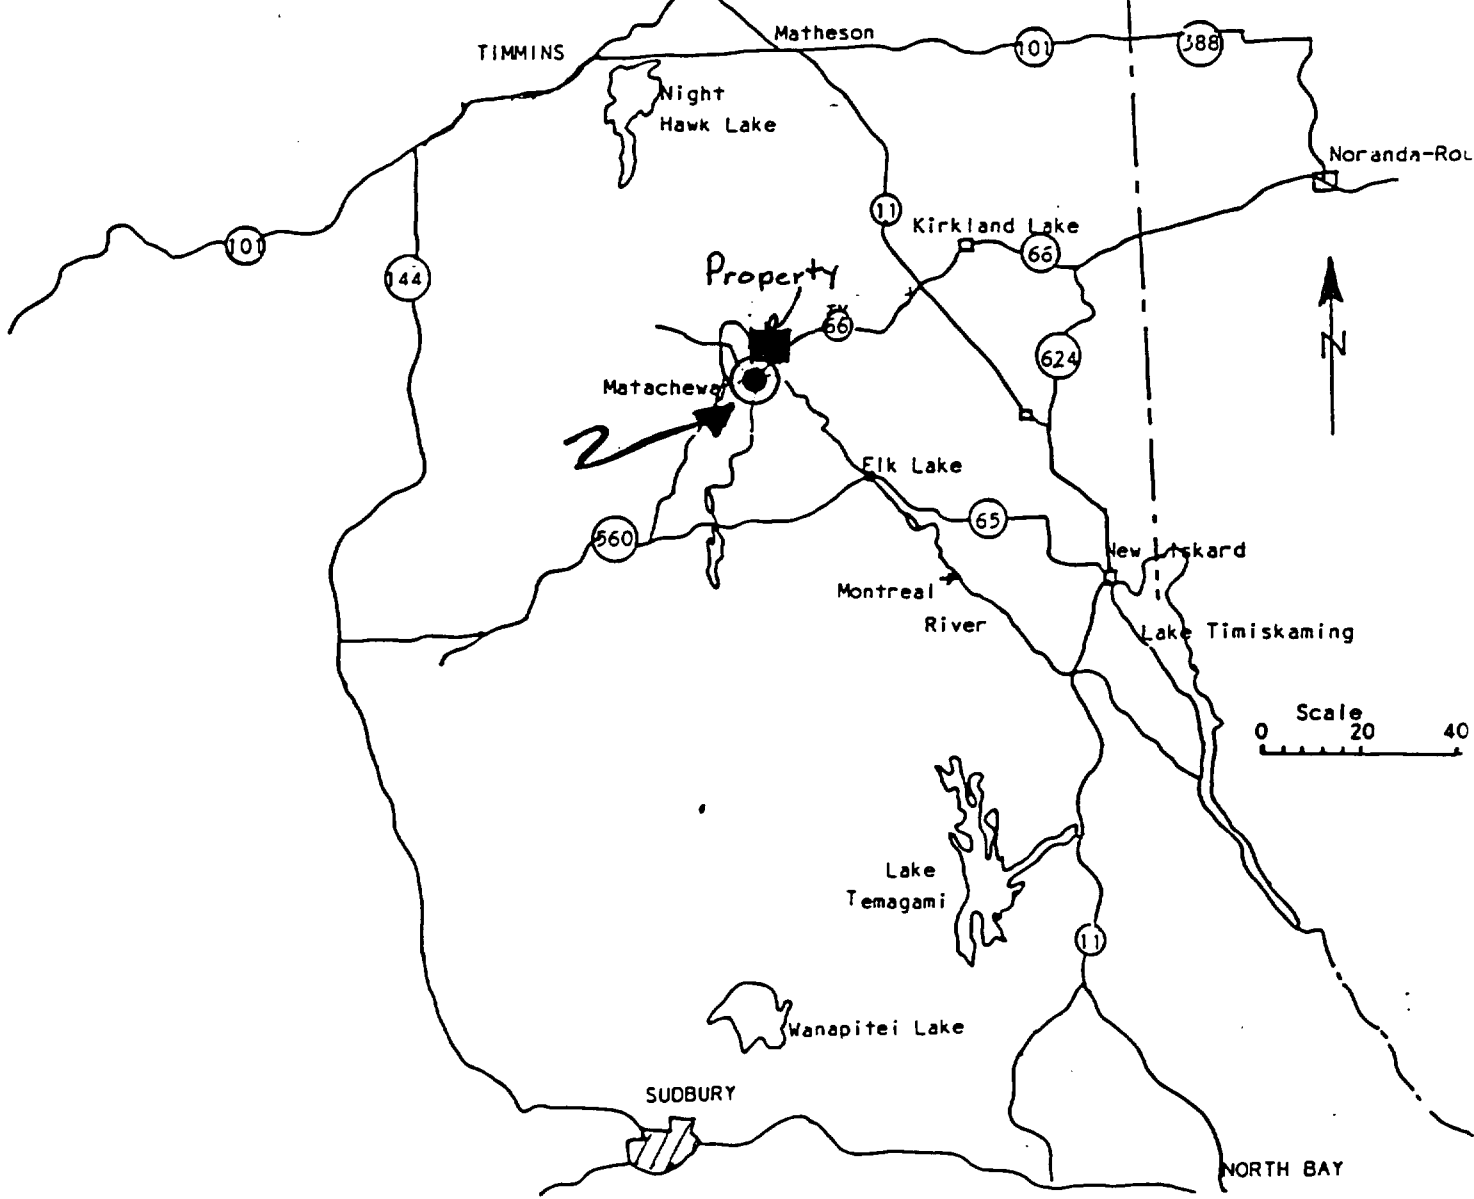 Matheson
TIMMINS
101
388
Night
Hawk Lake
Noranda-Rou
11
Kirkland Lake
101
66
144
Property
66
624
N
Matachewa
Elk Lake
65
560
New Liskard
Montreal
River
Lake Timiskaming
Scale
0 20 40
Lake
Temagami
11
Wanapitei Lake
SUDBURY
NORTH BAY